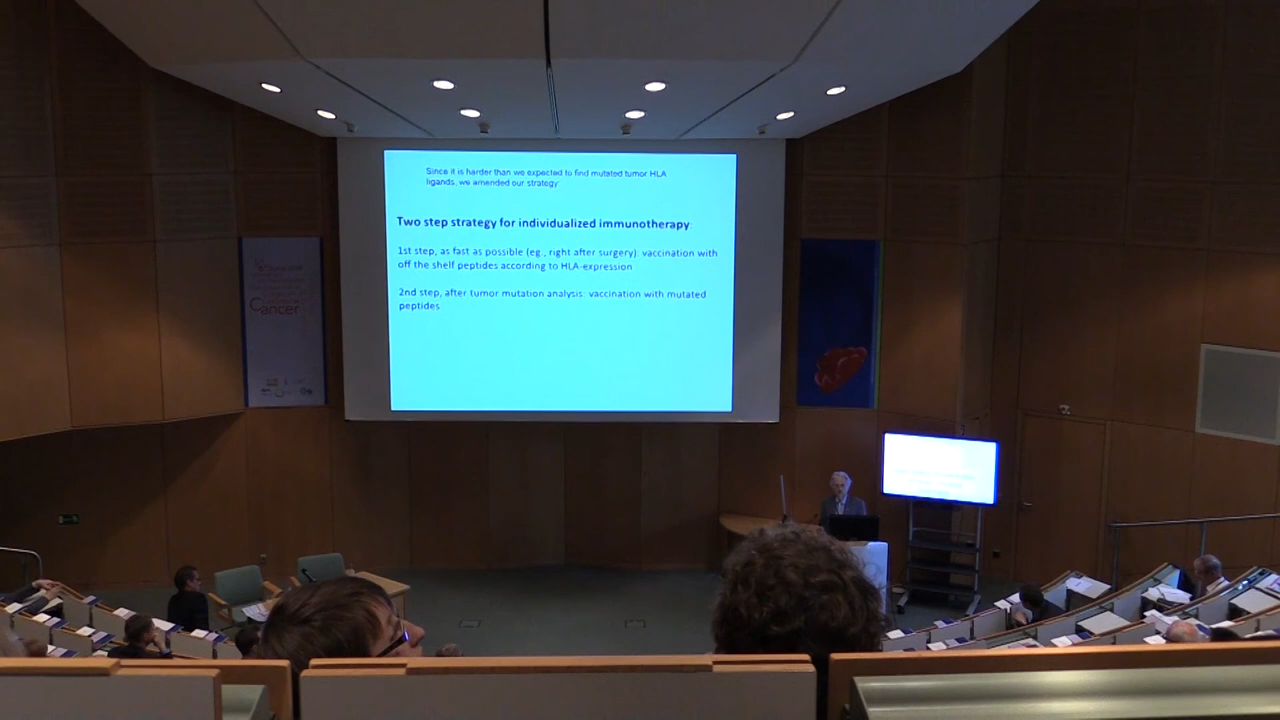 Since it is harder than we expected to find mutated tumor HLA
ligands, we amended our strategy:
Two step strategy for individualized immunotherapy:
1st step, as fast as possible (eg., right after surgery): vaccination with
off the shelf peptides according to HLA-expression
2nd step, after tumor mutation analysis: vaccination with mutated
peptides
Cancer